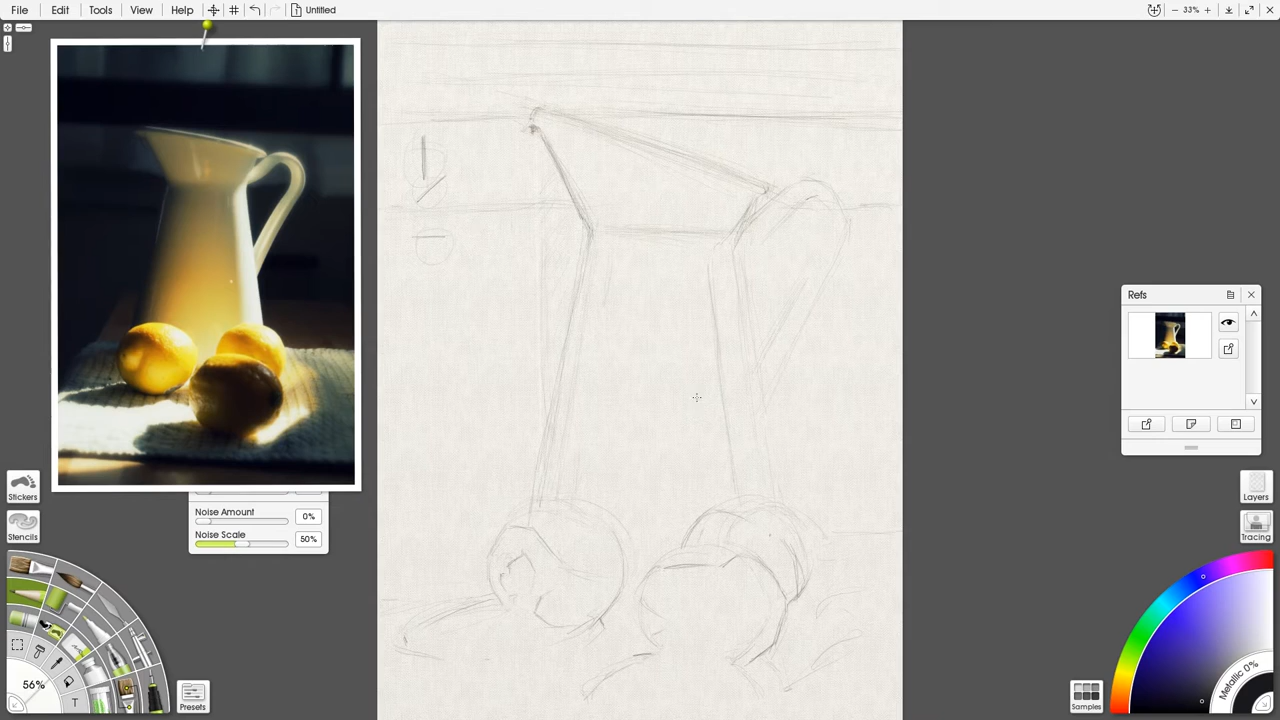 File Edit Tools View Help Untitled 33%
Refs
Noise Amount 0%
Noise Scale 50%
Stickers
Stencils
56%
T
Presets
Layers
Tracing
Metallic 0%
Samples